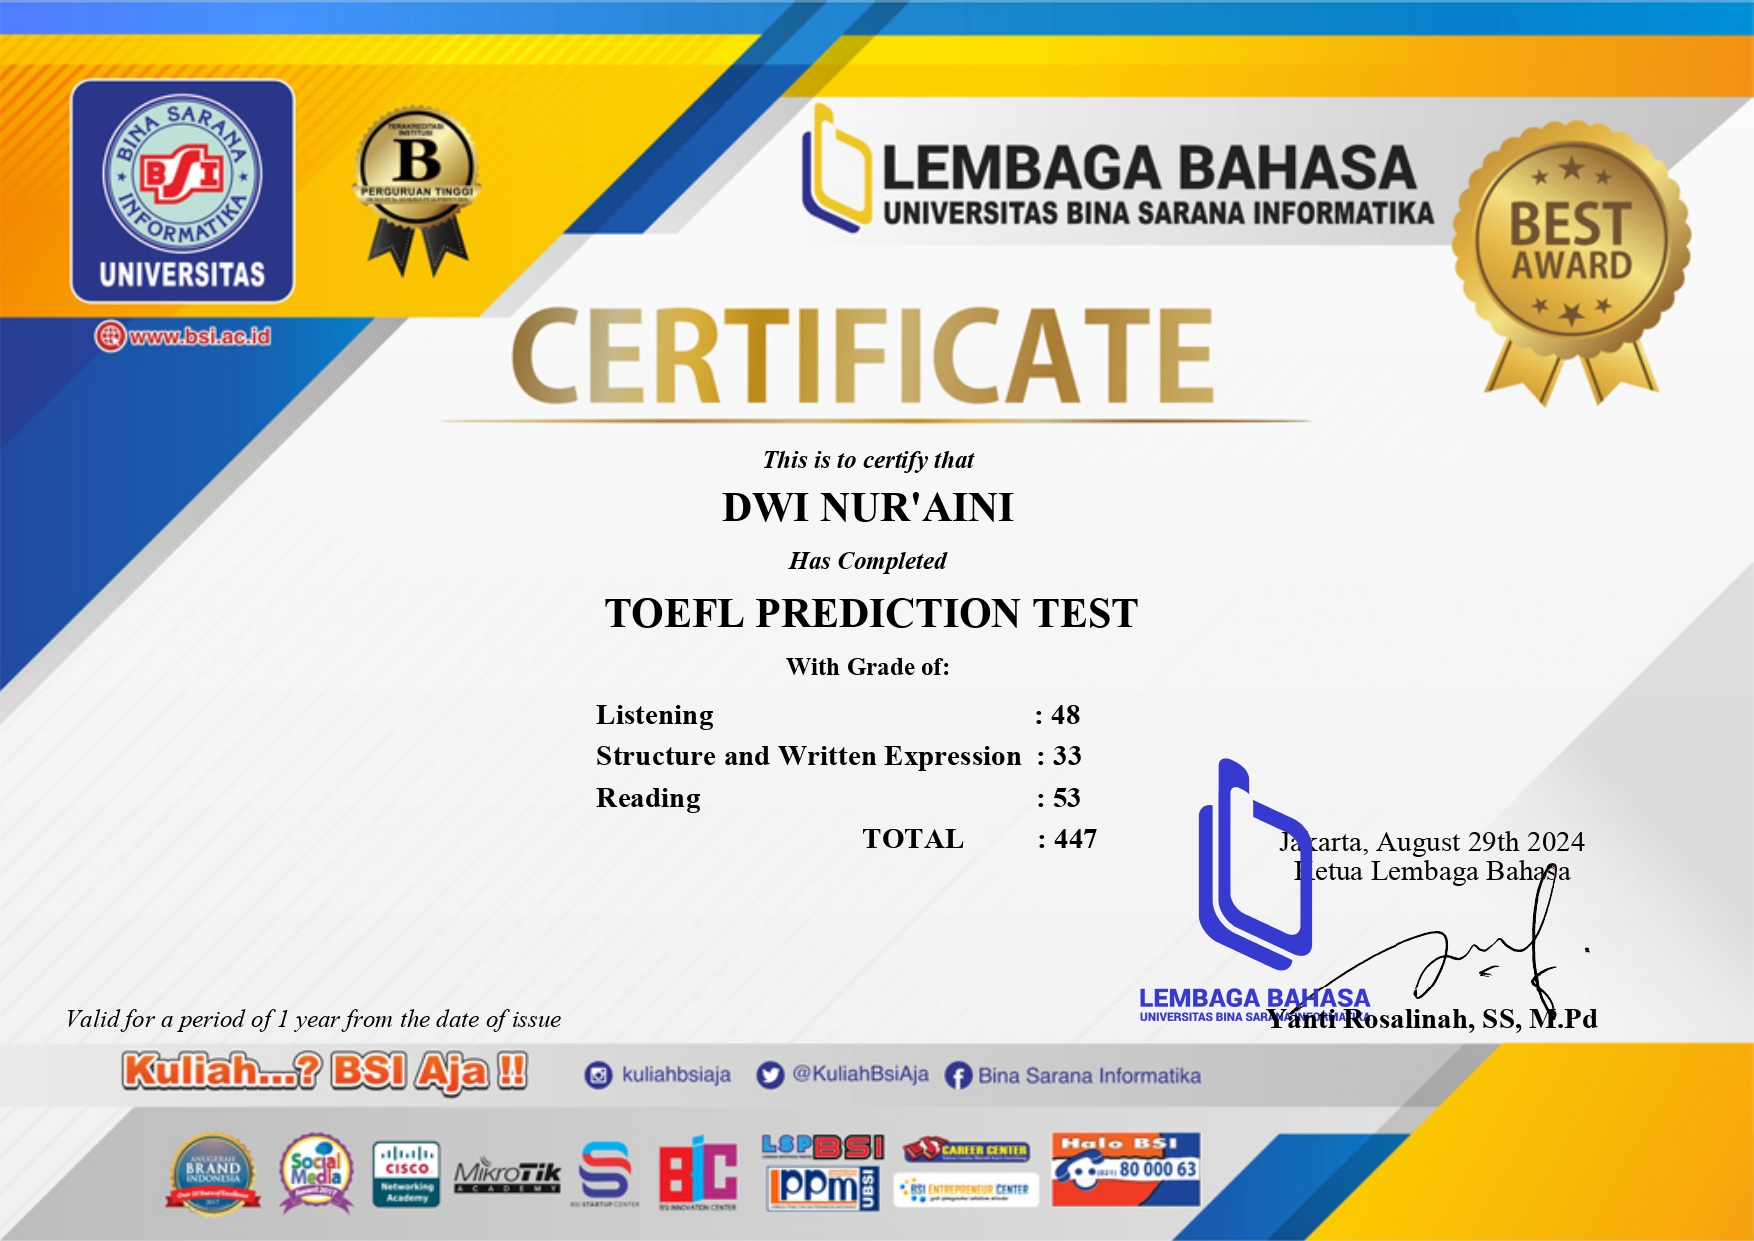 BINA SARANA
BSI
INFORMATIKA
UNIVERSITAS
www.bsi.ac.id
TERAKREDITASI
INSTITUSI
B
PERGURUAN TINGGI
LEMBAGA BAHASA
UNIVERSITAS BINA SARANA INFORMATIKA
BEST
AWARD
CERTIFICATE
This is to certify that
DWI NUR'AINI
Has Completed
TOEFL PREDICTION TEST
With Grade of:
Listening : 48
Structure and Written Expression : 33
Reading : 53
TOTAL : 447
Jakarta, August 29th 2024
Ketua Lembaga Bahasa
LEMBAGA BAHASA
UNIVERSITAS BINA SARANA INFORMATIKA
Yanti Rosalinah, SS, M.Pd
Valid for a period of 1 year from the date of issue
Kuliah...? BSI Aja !!
kuliahbsiaja
@KuliahBsiAja
Bina Sarana Informatika
ANUGERAH
BRAND
INDONESIA
2017
Social
Media
Award 2017
CISCO
Networking
Academy
MikroTik
ACADEMY
BSI STARTUP CENTER
BIC
BSI INNOVATION CENTER
LSP BSI
LPPM UBSI
CAREER CENTER
BSI ENTREPRENEUR CENTER
Halo BSI
(021) 80 000 63